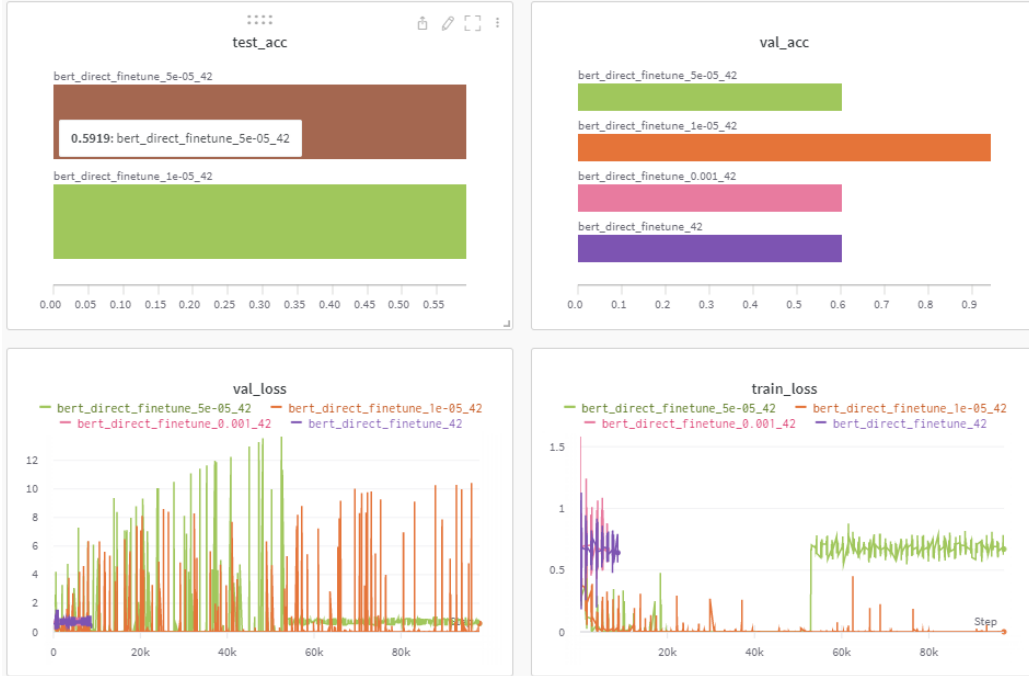 test_acc
bert_direct_finetune_5e-05_42
0.5919: bert_direct_finetune_5e-05_42
bert_direct_finetune_1e-05_42
0.00 0.05 0.10 0.15 0.20 0.25 0.30 0.35 0.40 0.45 0.50 0.55
val_acc
bert_direct_finetune_5e-05_42
bert_direct_finetune_1e-05_42
bert_direct_finetune_0.001_42
bert_direct_finetune_42
0.0 0.1 0.2 0.3 0.4 0.5 0.6 0.7 0.8 0.9
val_loss
bert_direct_finetune_5e-05_42 bert_direct_finetune_1e-05_42
bert_direct_finetune_0.001_42 bert_direct_finetune_42
12
10
8
6
4
2
0
Step
0 20k 40k 60k 80k
train_loss
bert_direct_finetune_5e-05_42 bert_direct_finetune_1e-05_42
bert_direct_finetune_0.001_42 bert_direct_finetune_42
1.5
1
0.5
0
Step
20k 40k 60k 80k